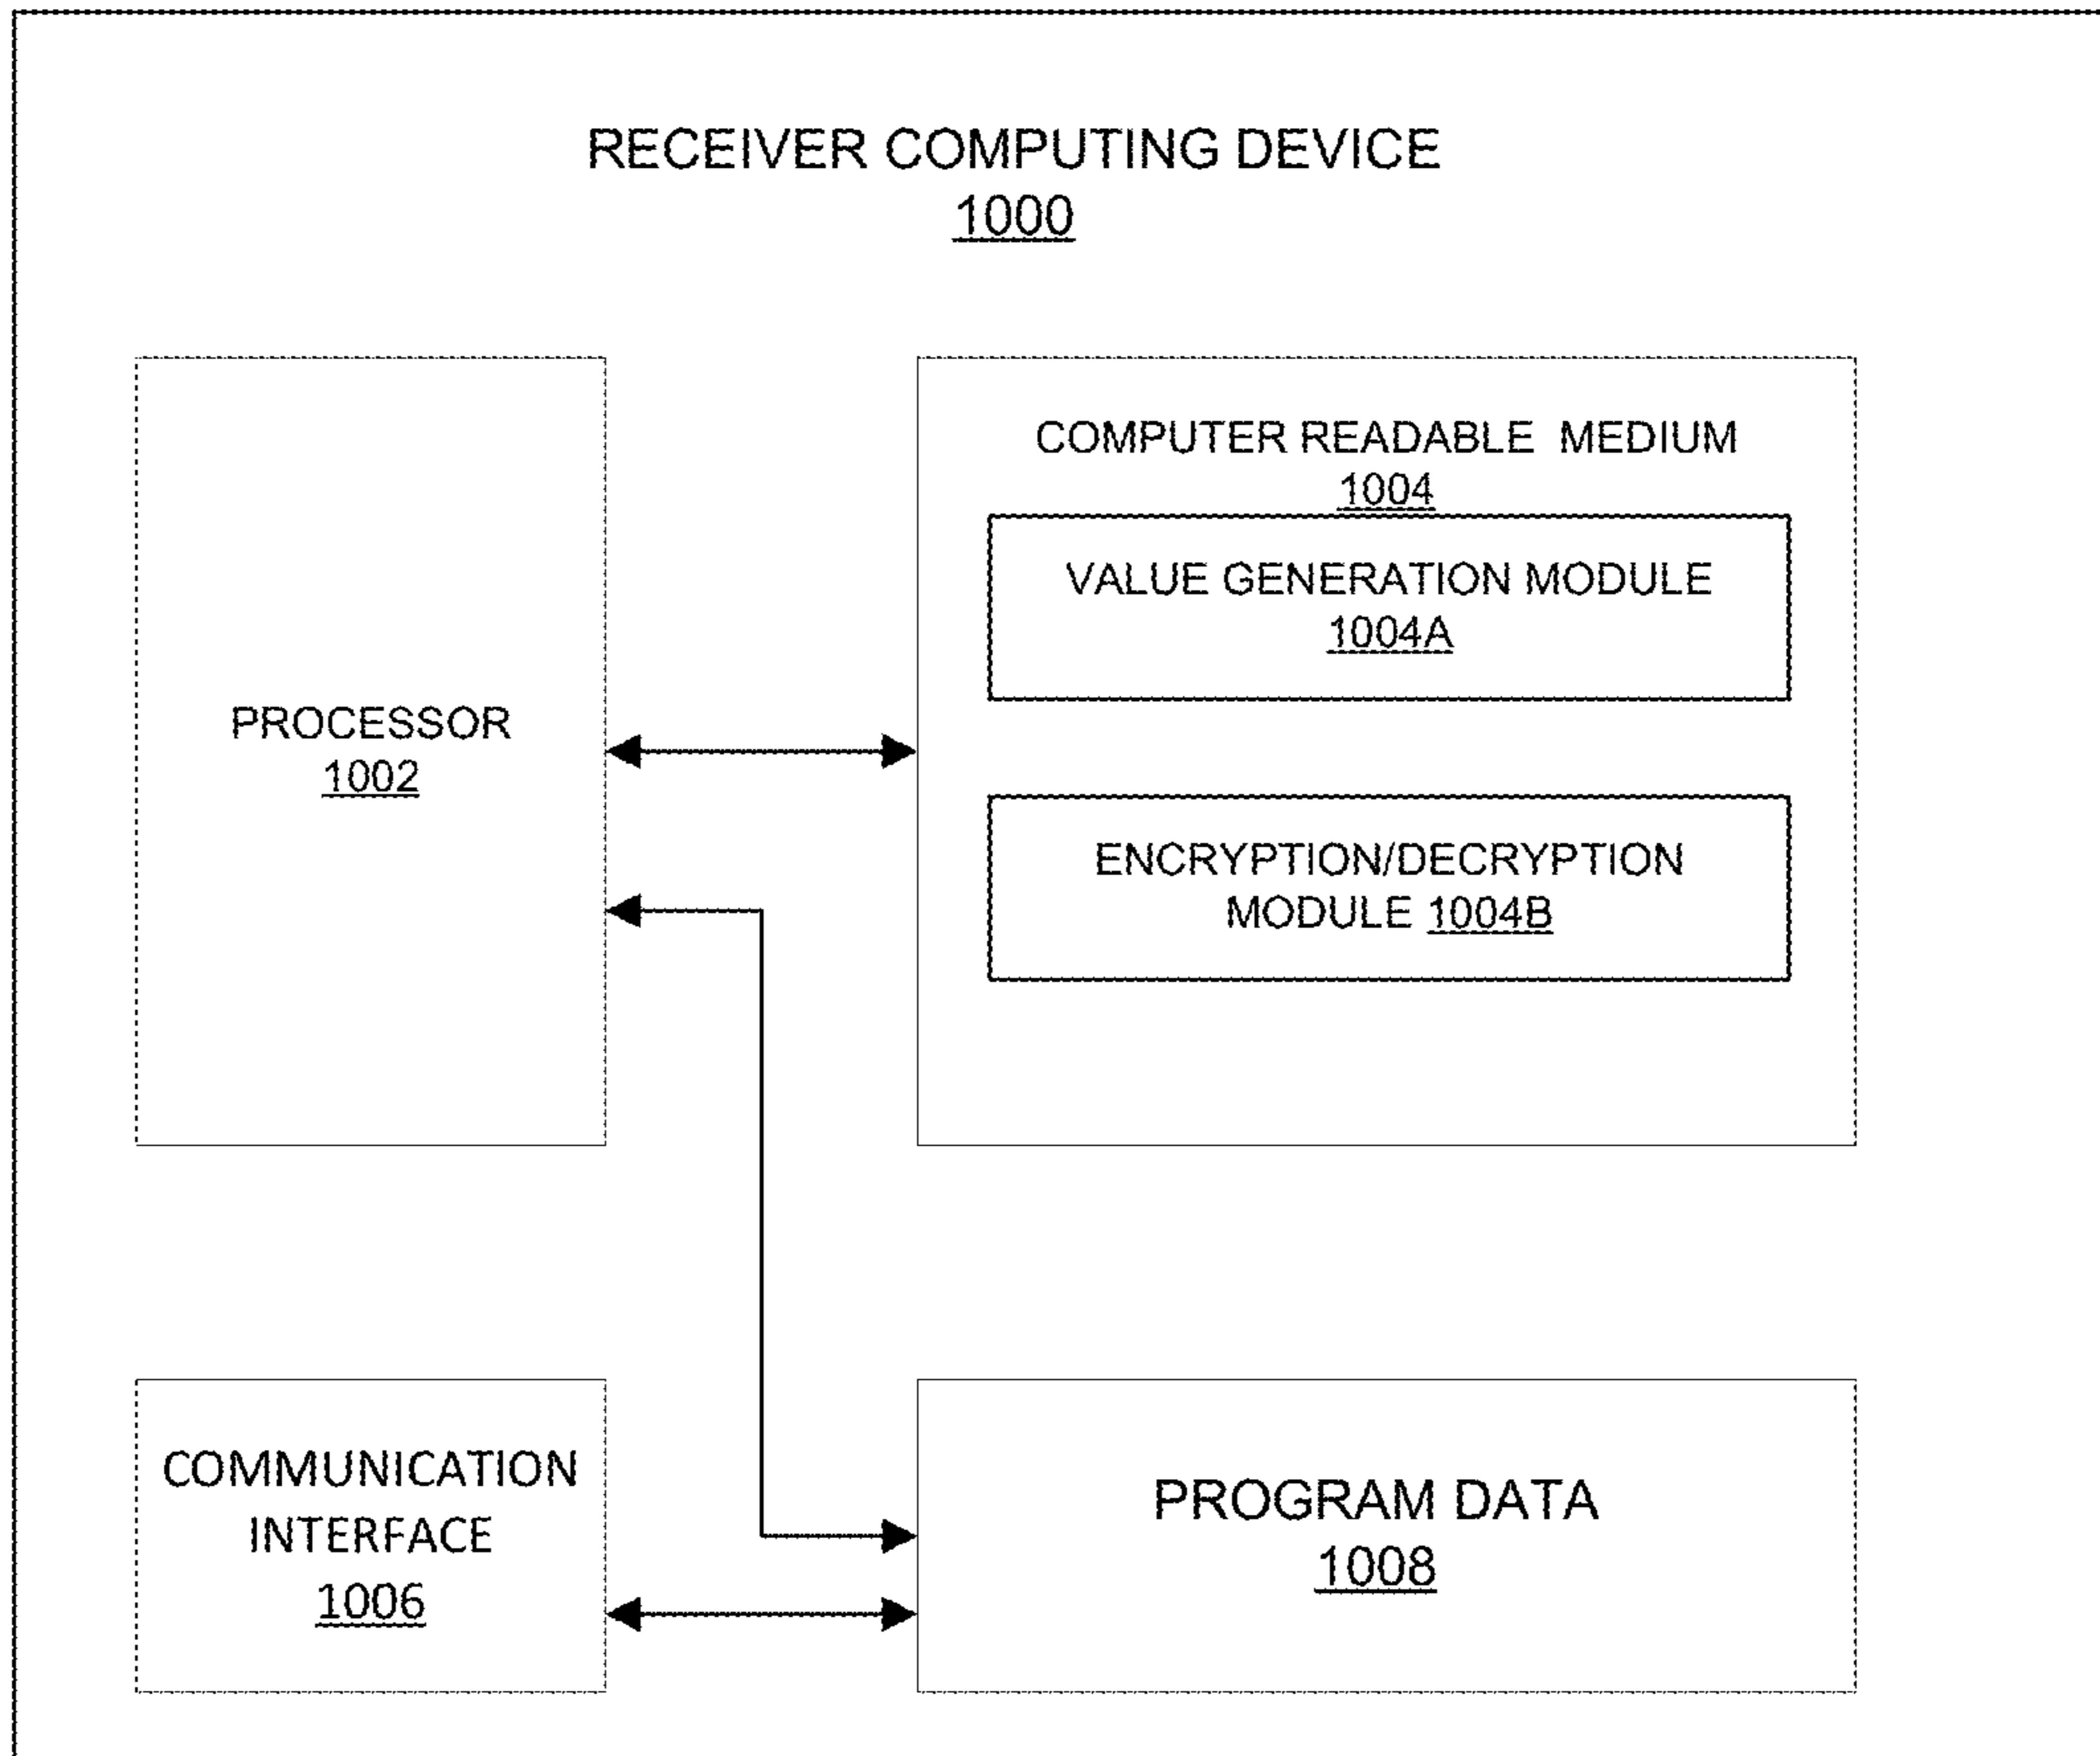 RECEIVER COMPUTING DEVICE
1000
COMPUTER READABLE MEDIUM
1004
VALUE GENERATION MODULE
1004A
PROCESSOR
1002
ENCRYPTION/DECRYPTION
MODULE 1004B
COMMUNICATION
INTERFACE
1006
PROGRAM DATA
1008